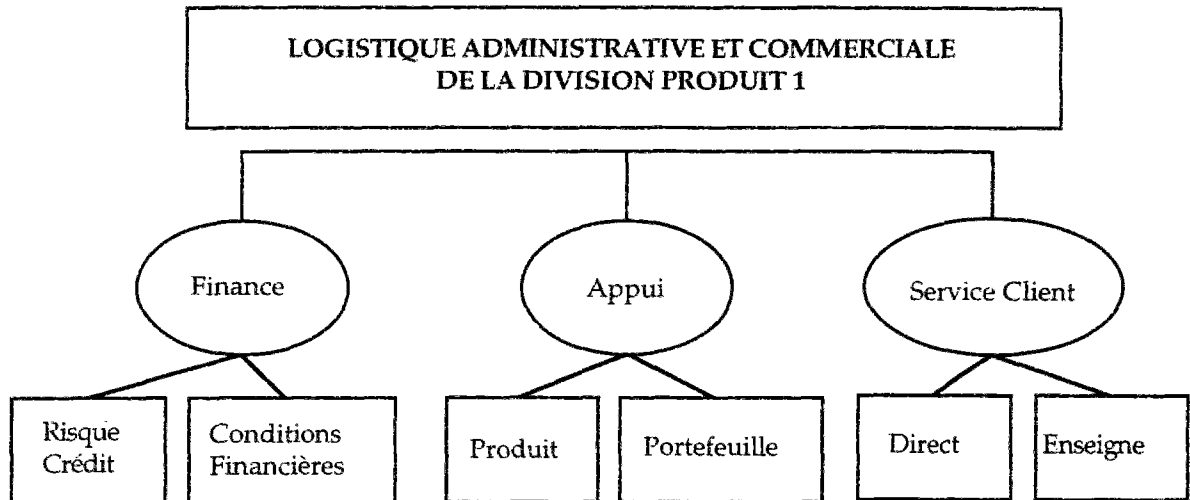 LOGISTIQUE ADMINISTRATIVE ET COMMERCIALE
DE LA DIVISION PRODUIT 1
Finance
Appui
Service Client
Risque
Crédit
Conditions
Financières
Produit
Portefeuille
Direct
Enseigne